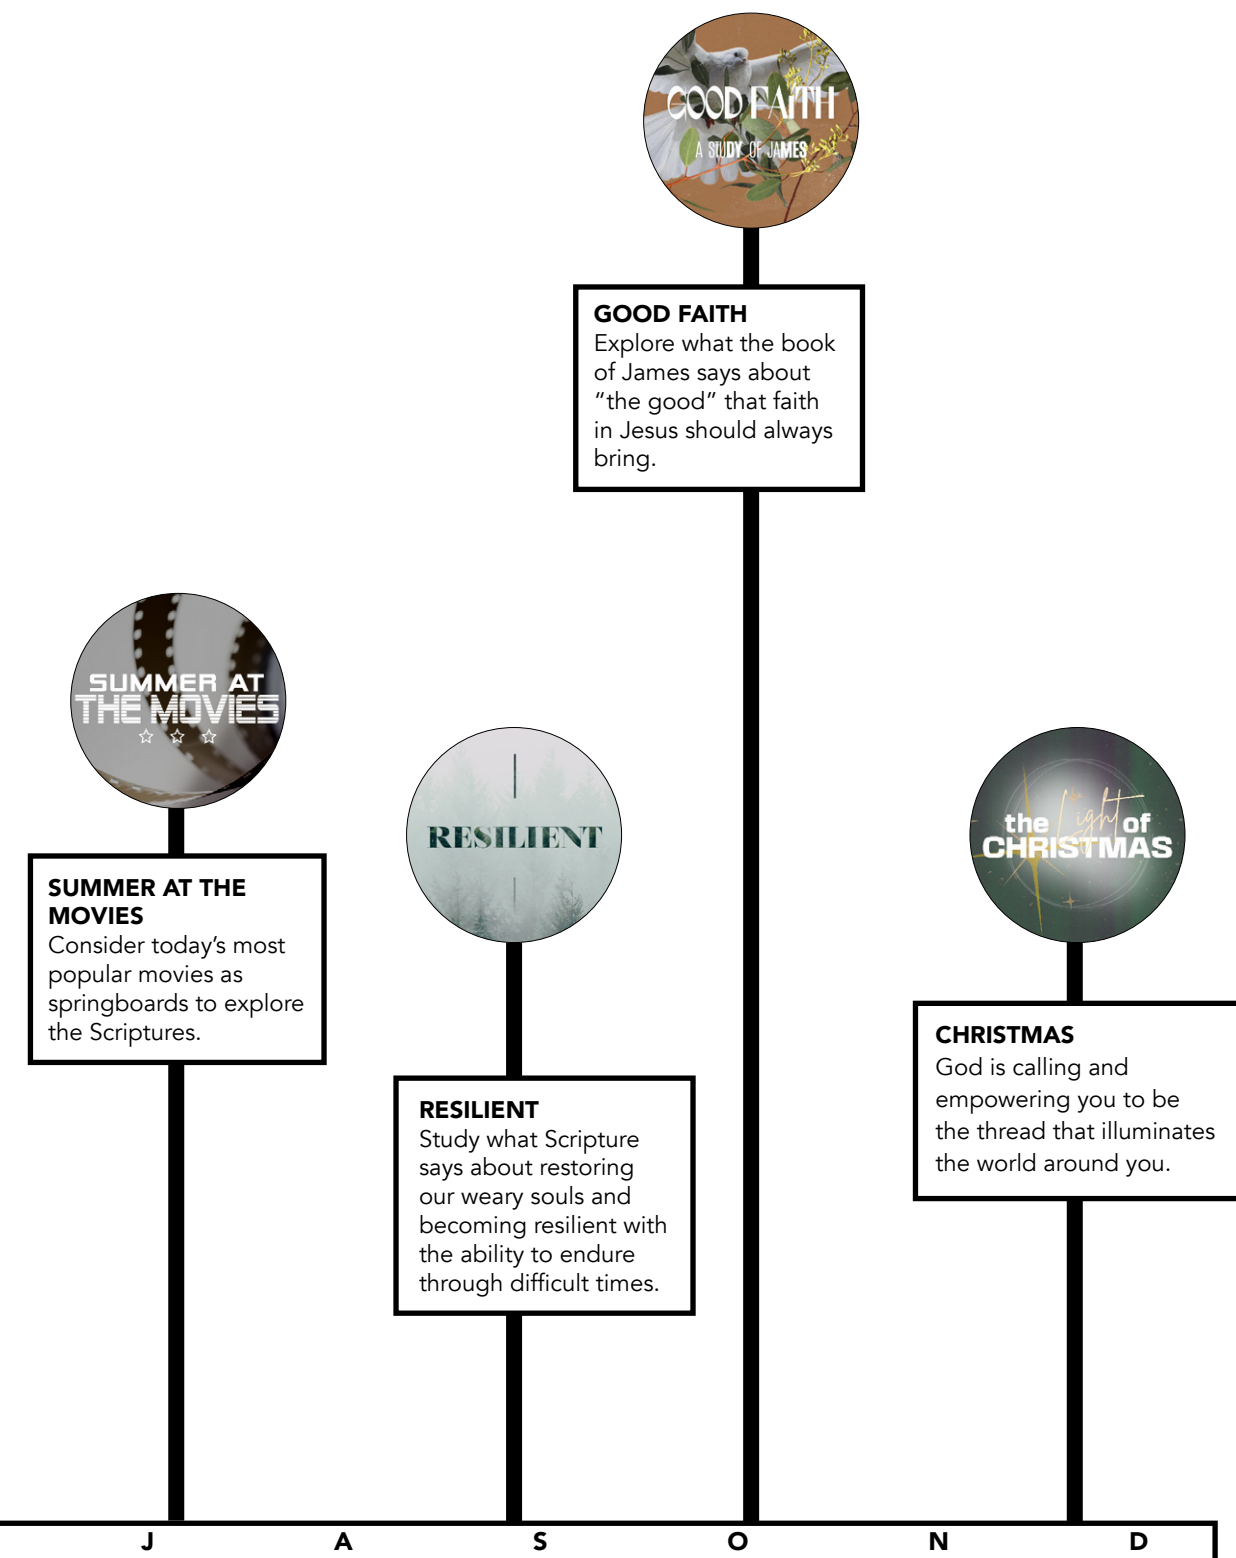 GOOD FAiTH
A STUDY OF JAMES
GOOD FAITH
Explore what the book
of James says about
“the good” that faith
in Jesus should always
bring.
SUMMER AT
THE MOVIES
SUMMER AT THE
MOVIES
Consider today’s most
popular movies as
springboards to explore
the Scriptures.
RESILIENT
RESILIENT
Study what Scripture
says about restoring
our weary souls and
becoming resilient with
the ability to endure
through difficult times.
the Light of
CHRISTMAS
CHRISTMAS
God is calling and
empowering you to be
the thread that illuminates
the world around you.
J A S O N D